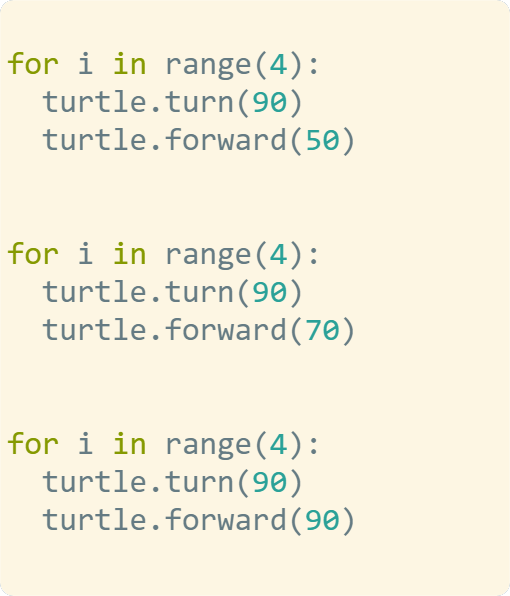 for i in range(4):
  turtle.turn(90)
  turtle.forward(50)
for i in range(4):
  turtle.turn(90)
  turtle.forward(70)
for i in range(4):
  turtle.turn(90)
  turtle.forward(90)